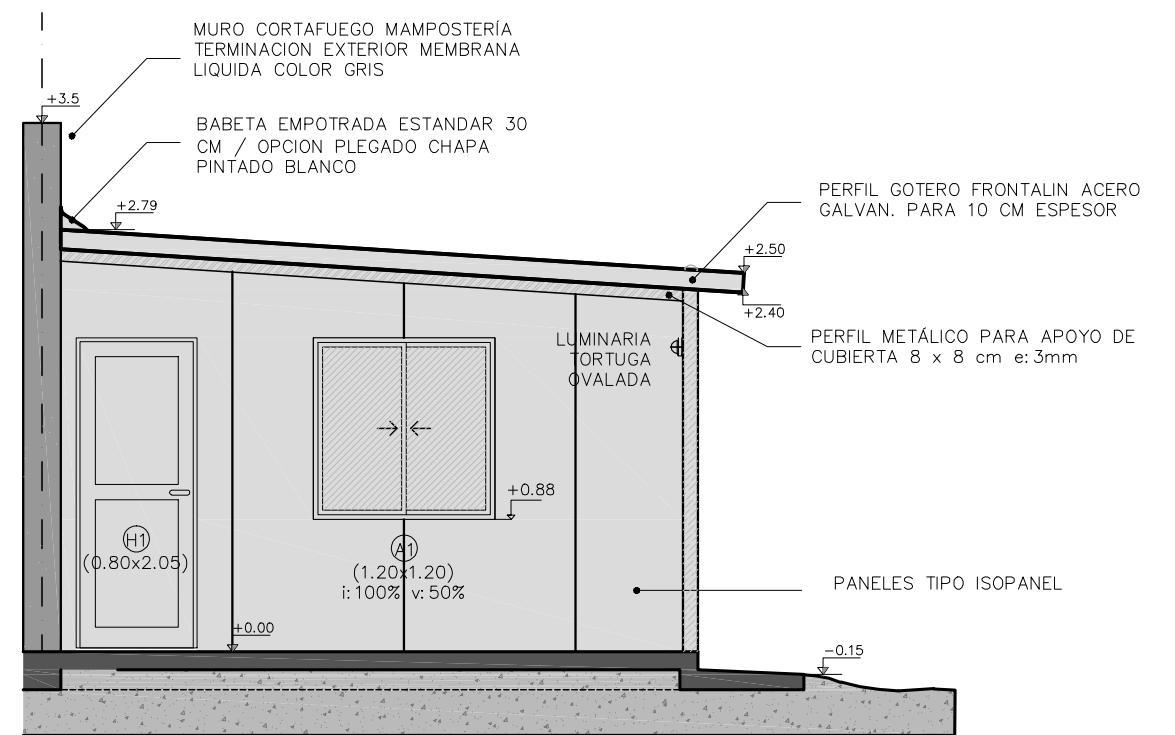 MURO CORTAFUEGO MAMPOSTERÍA
TERMINACION EXTERIOR MEMBRANA
LIQUIDA COLOR GRIS
+3.5
BABETA EMPOTRADA ESTANDAR 30
CM / OPCION PLEGADO CHAPA
PINTADO BLANCO
+2.79
PERFIL GOTERO FRONTALIN ACERO
GALVAN. PARA 10 CM ESPESOR
+2.50
+2.40
PERFIL METÁLICO PARA APOYO DE
CUBIERTA 8 x 8 cm e:3mm
LUMINARIA
TORTUGA
OVALADA
+0.88
H1
(0.80x2.05)
A1
(1.20x1.20)
i:100% v:50%
PANELES TIPO ISOPANEL
+0.00
-0.15